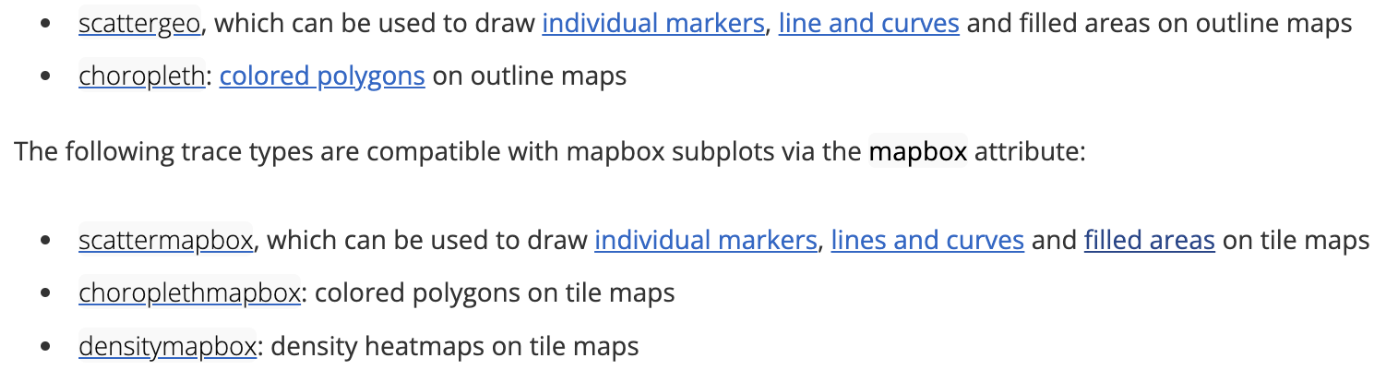 • scattergeo, which can be used to draw individual markers, line and curves and filled areas on outline maps
• choropleth: colored polygons on outline maps
The following trace types are compatible with mapbox subplots via the mapbox attribute:
• scattermapbox, which can be used to draw individual markers, lines and curves and filled areas on tile maps
• choroplethmapbox: colored polygons on tile maps
• densitymapbox: density heatmaps on tile maps